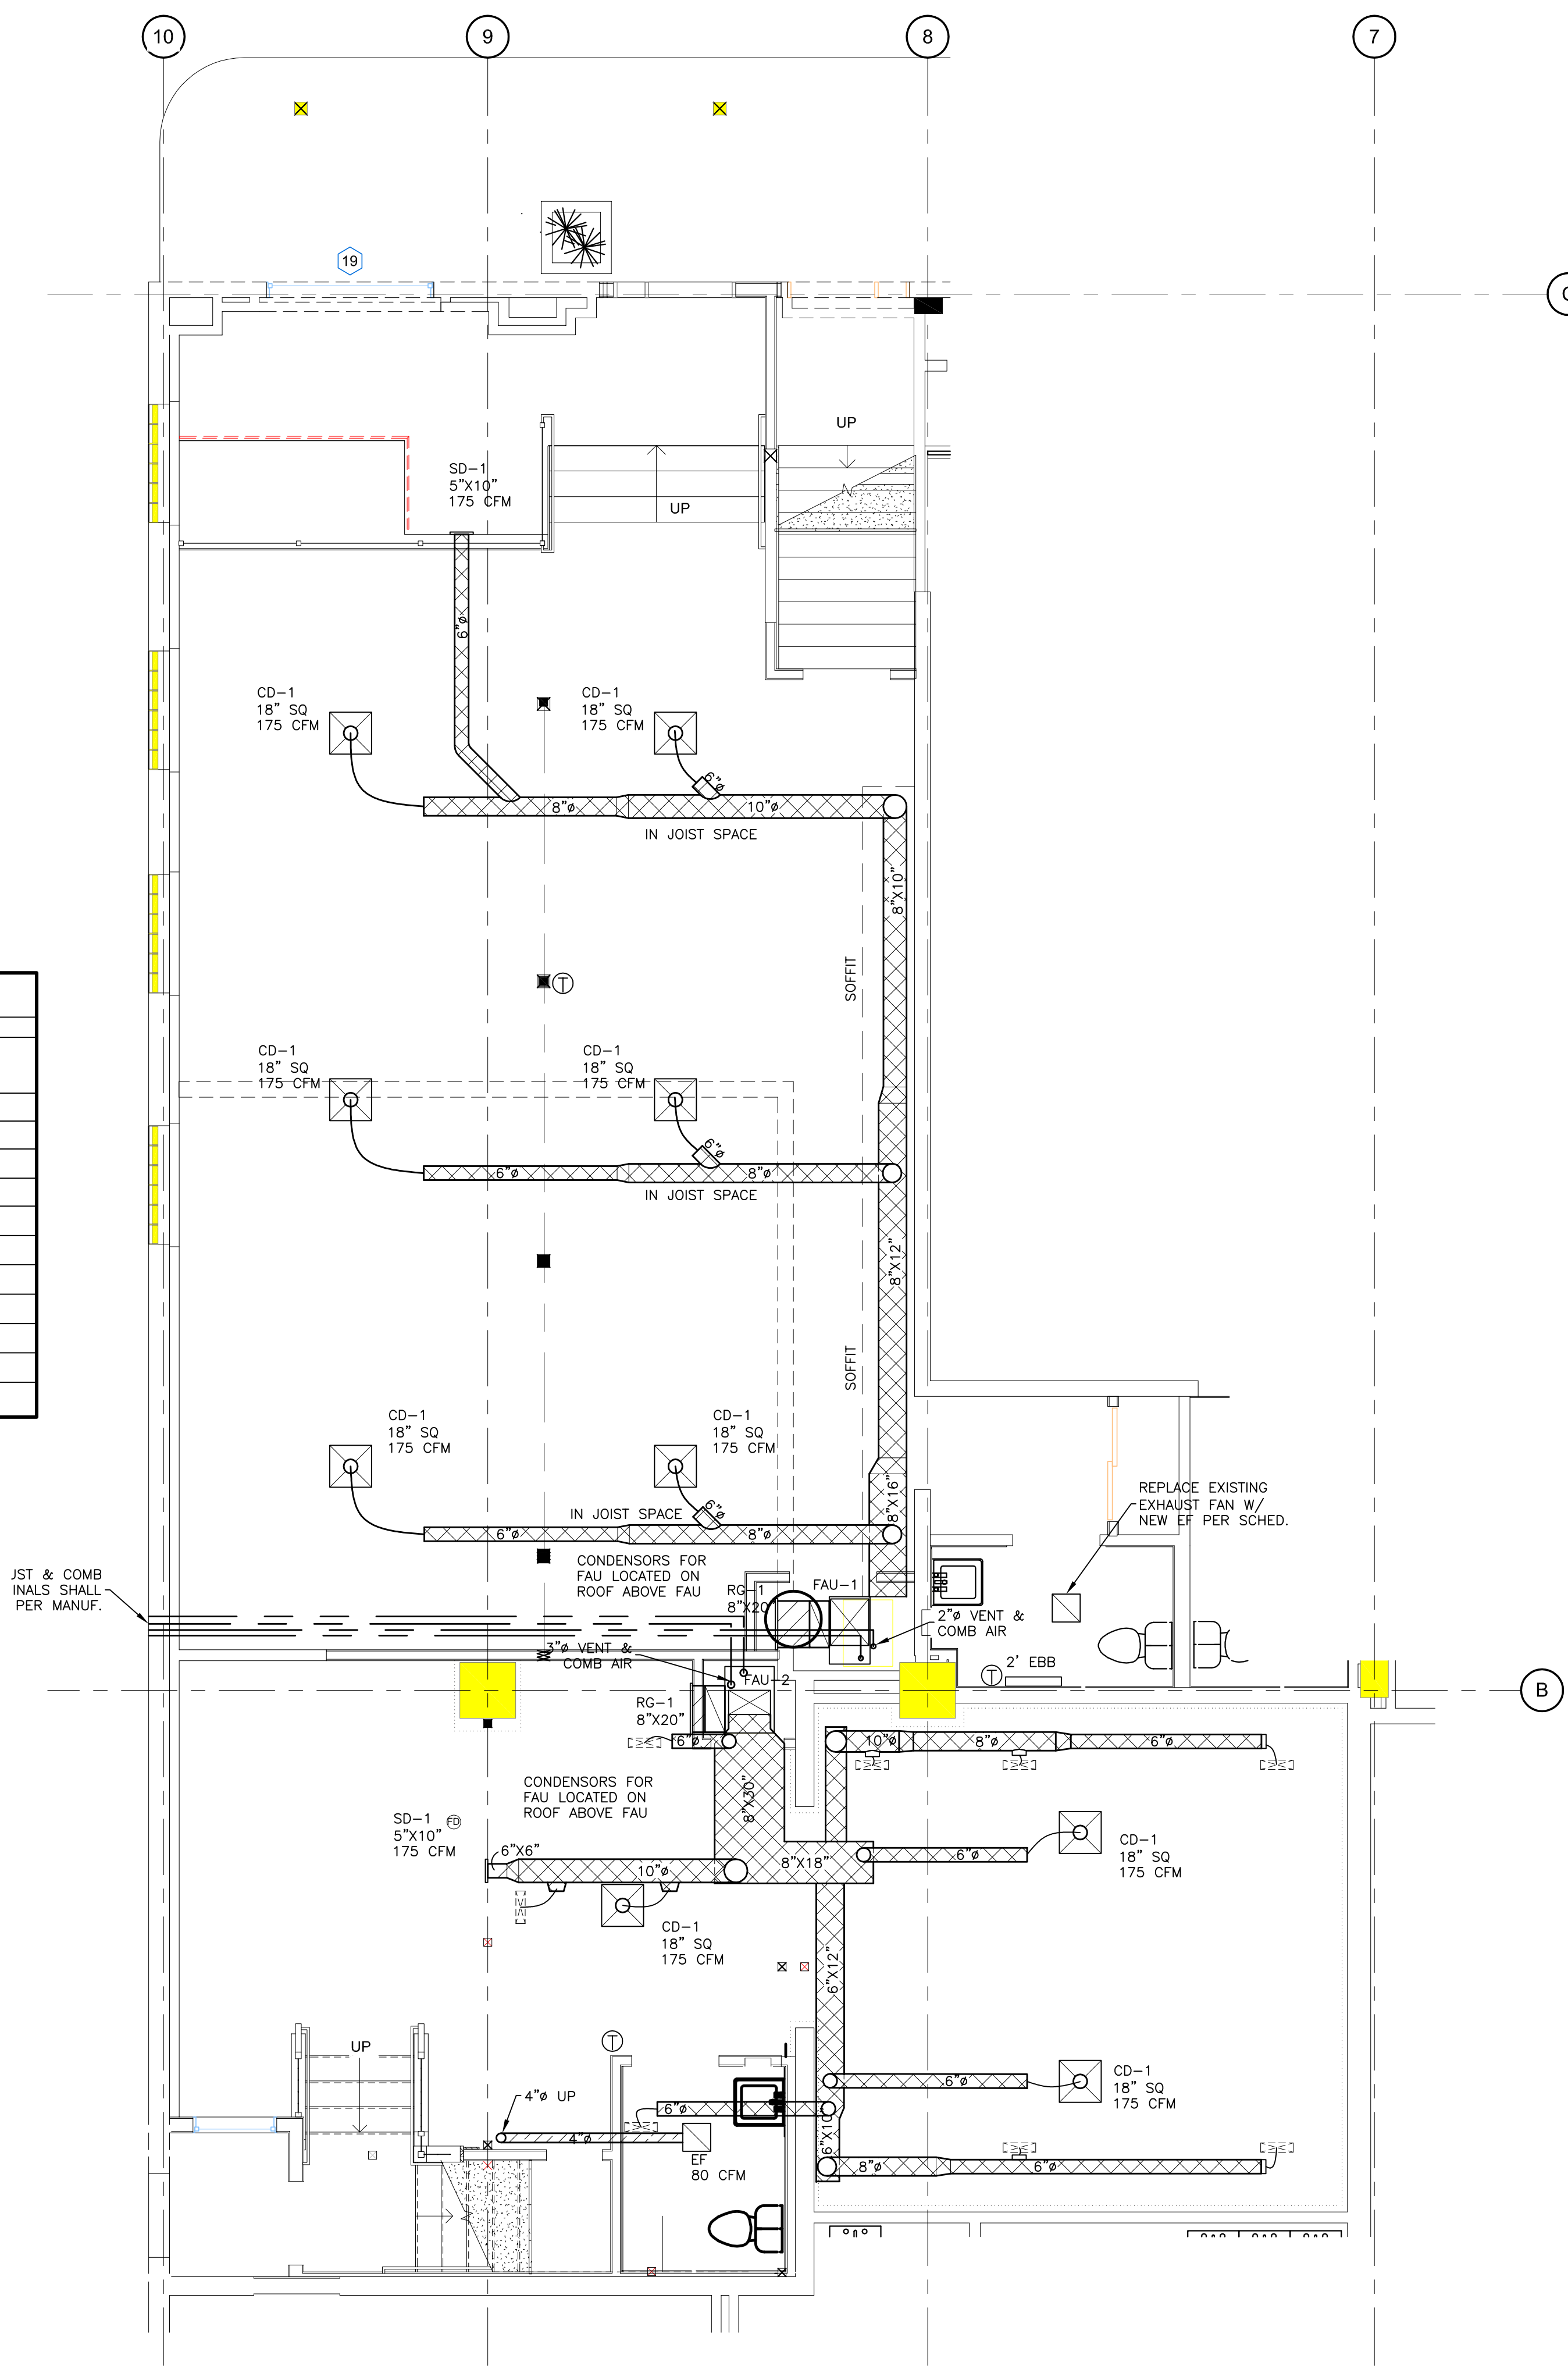 10
9
8
7
19
UP
SD-1
5"X10"
175 CFM
UP
6"ø
CD-1
18" SQ
175 CFM
CD-1
18" SQ
175 CFM
6"ø
8"ø
10"ø
IN JOIST SPACE
8"X10"
SOFFIT
T
CD-1
18" SQ
175 CFM
CD-1
18" SQ
175 CFM
6"ø
6"ø
8"ø
IN JOIST SPACE
8"X12"
SOFFIT
CD-1
18" SQ
175 CFM
CD-1
18" SQ
175 CFM
8"X16"
REPLACE EXISTING
EXHAUST FAN W/
NEW EF PER SCHED.
IN JOIST SPACE
6"ø
6"ø
8"ø
CONDENSORS FOR
FAU LOCATED ON
ROOF ABOVE FAU
JST & COMB
INALS SHALL
PER MANUF.
RG-1
8"X20"
FAU-1
2"ø VENT &
COMB AIR
3"ø VENT &
COMB AIR
FAU-2
T
2' EBB
B
RG-1
8"X20"
6"ø
10"ø
8"ø
6"ø
CONDENSORS FOR
FAU LOCATED ON
ROOF ABOVE FAU
8"X30"
SD-1
5"X10"
175 CFM
FD
6"X6"
10"ø
8"X18"
6"ø
CD-1
18" SQ
175 CFM
CD-1
18" SQ
175 CFM
6"X12"
UP
T
4"ø UP
6"ø
6"ø
CD-1
18" SQ
175 CFM
4"ø
6"X10"
EF
80 CFM
8"ø
6"ø